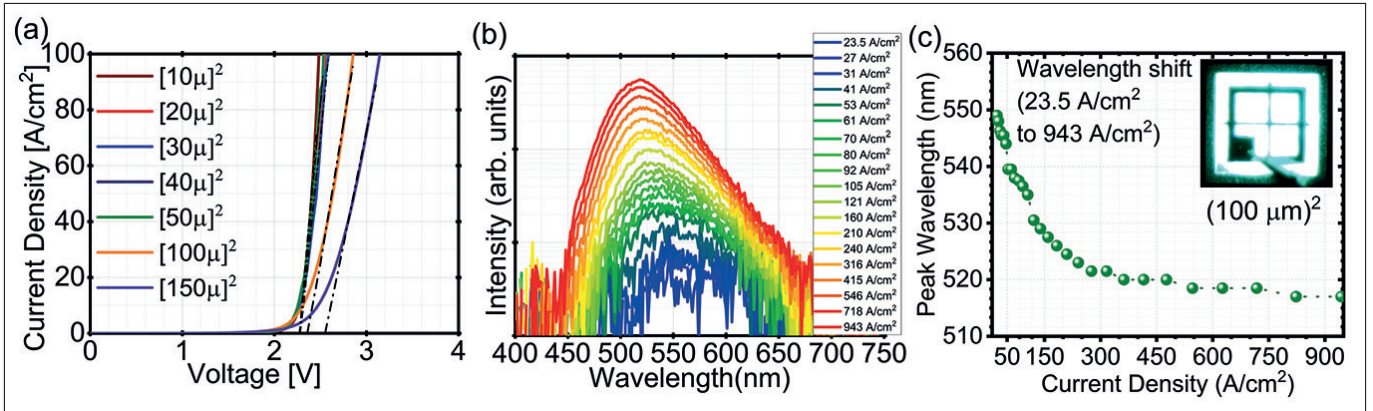 (a)
Current Density [A/cm²]
100
80
60
40
20
0
[10μ]²
[20μ]²
[30μ]²
[40μ]²
[50μ]²
[100μ]²
[150μ]²
0 1 2 3 4
Voltage [V]
(b)
Intensity (arb. units)
23.5 A/cm²
27 A/cm²
31 A/cm²
41 A/cm²
53 A/cm²
61 A/cm²
70 A/cm²
80 A/cm²
92 A/cm²
105 A/cm²
121 A/cm²
160 A/cm²
210 A/cm²
240 A/cm²
316 A/cm²
415 A/cm²
546 A/cm²
718 A/cm²
943 A/cm²
400 450 500 550 600 650 700 750
Wavelength(nm)
(c)
Peak Wavelength (nm)
560
550
540
530
520
510
Wavelength shift
(23.5 A/cm²
to 943 A/cm²)
(100 μm)²
50 150 300 450 600 750 900
Current Density (A/cm²)